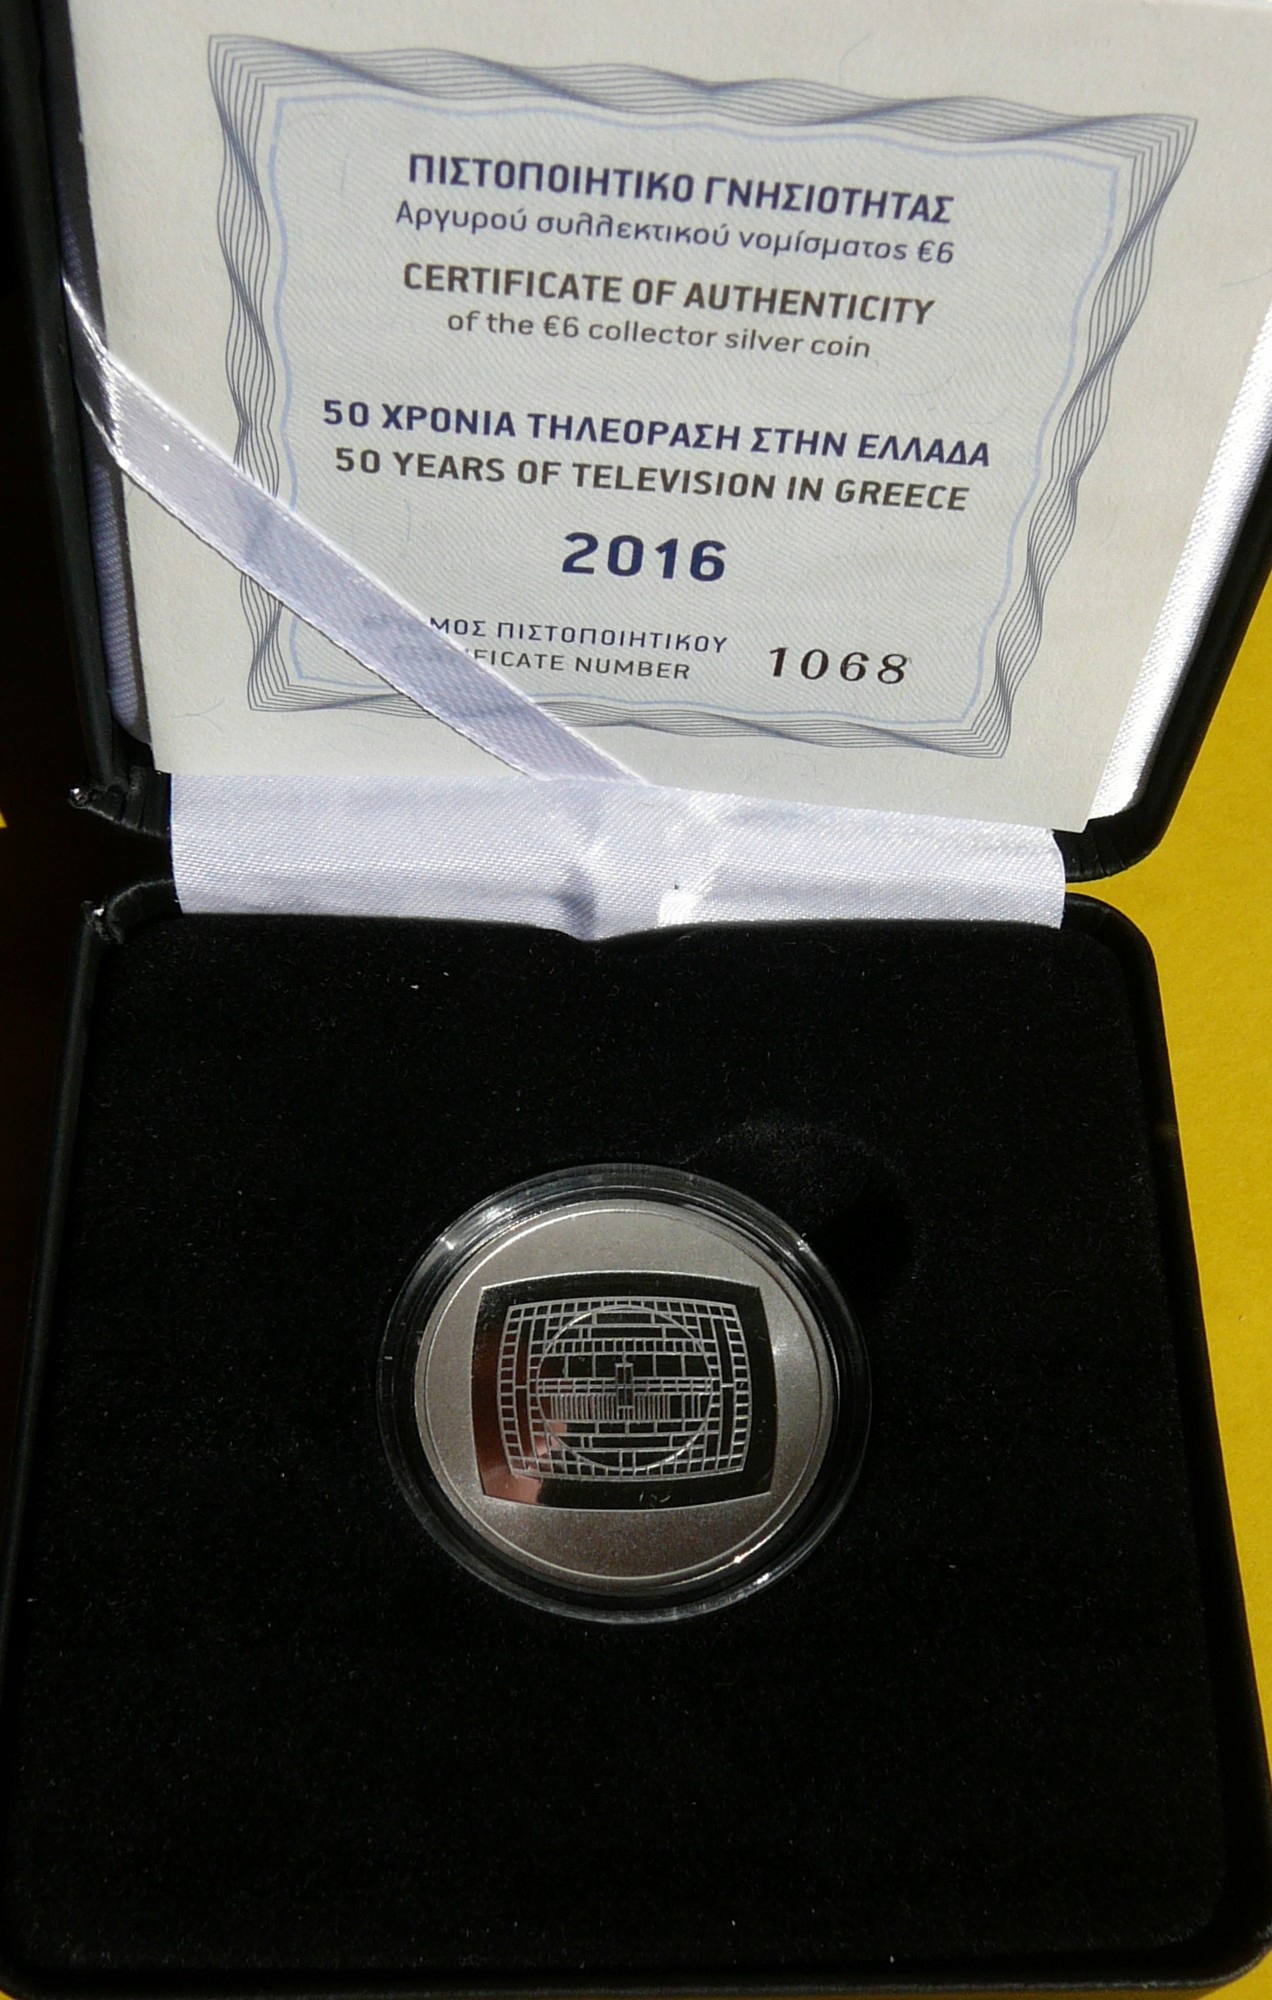 ΠΙΣΤΟΠΟΙΗΤΙΚΟ ΓΝΗΣΙΟΤΗΤΑΣ
Αργυρού συλλεκτικού νομίσματος €6
CERTIFICATE OF AUTHENTICITY
of the €6 collector silver coin
50 ΧΡΟΝΙΑ ΤΗΛΕΟΡΑΣΗ ΣΤΗΝ ΕΛΛΑΔΑ
50 YEARS OF TELEVISION IN GREECE
2016
ΠΙΣΤΟΠΟΙΗΤΙΚΟΥ
NUMBER 1068